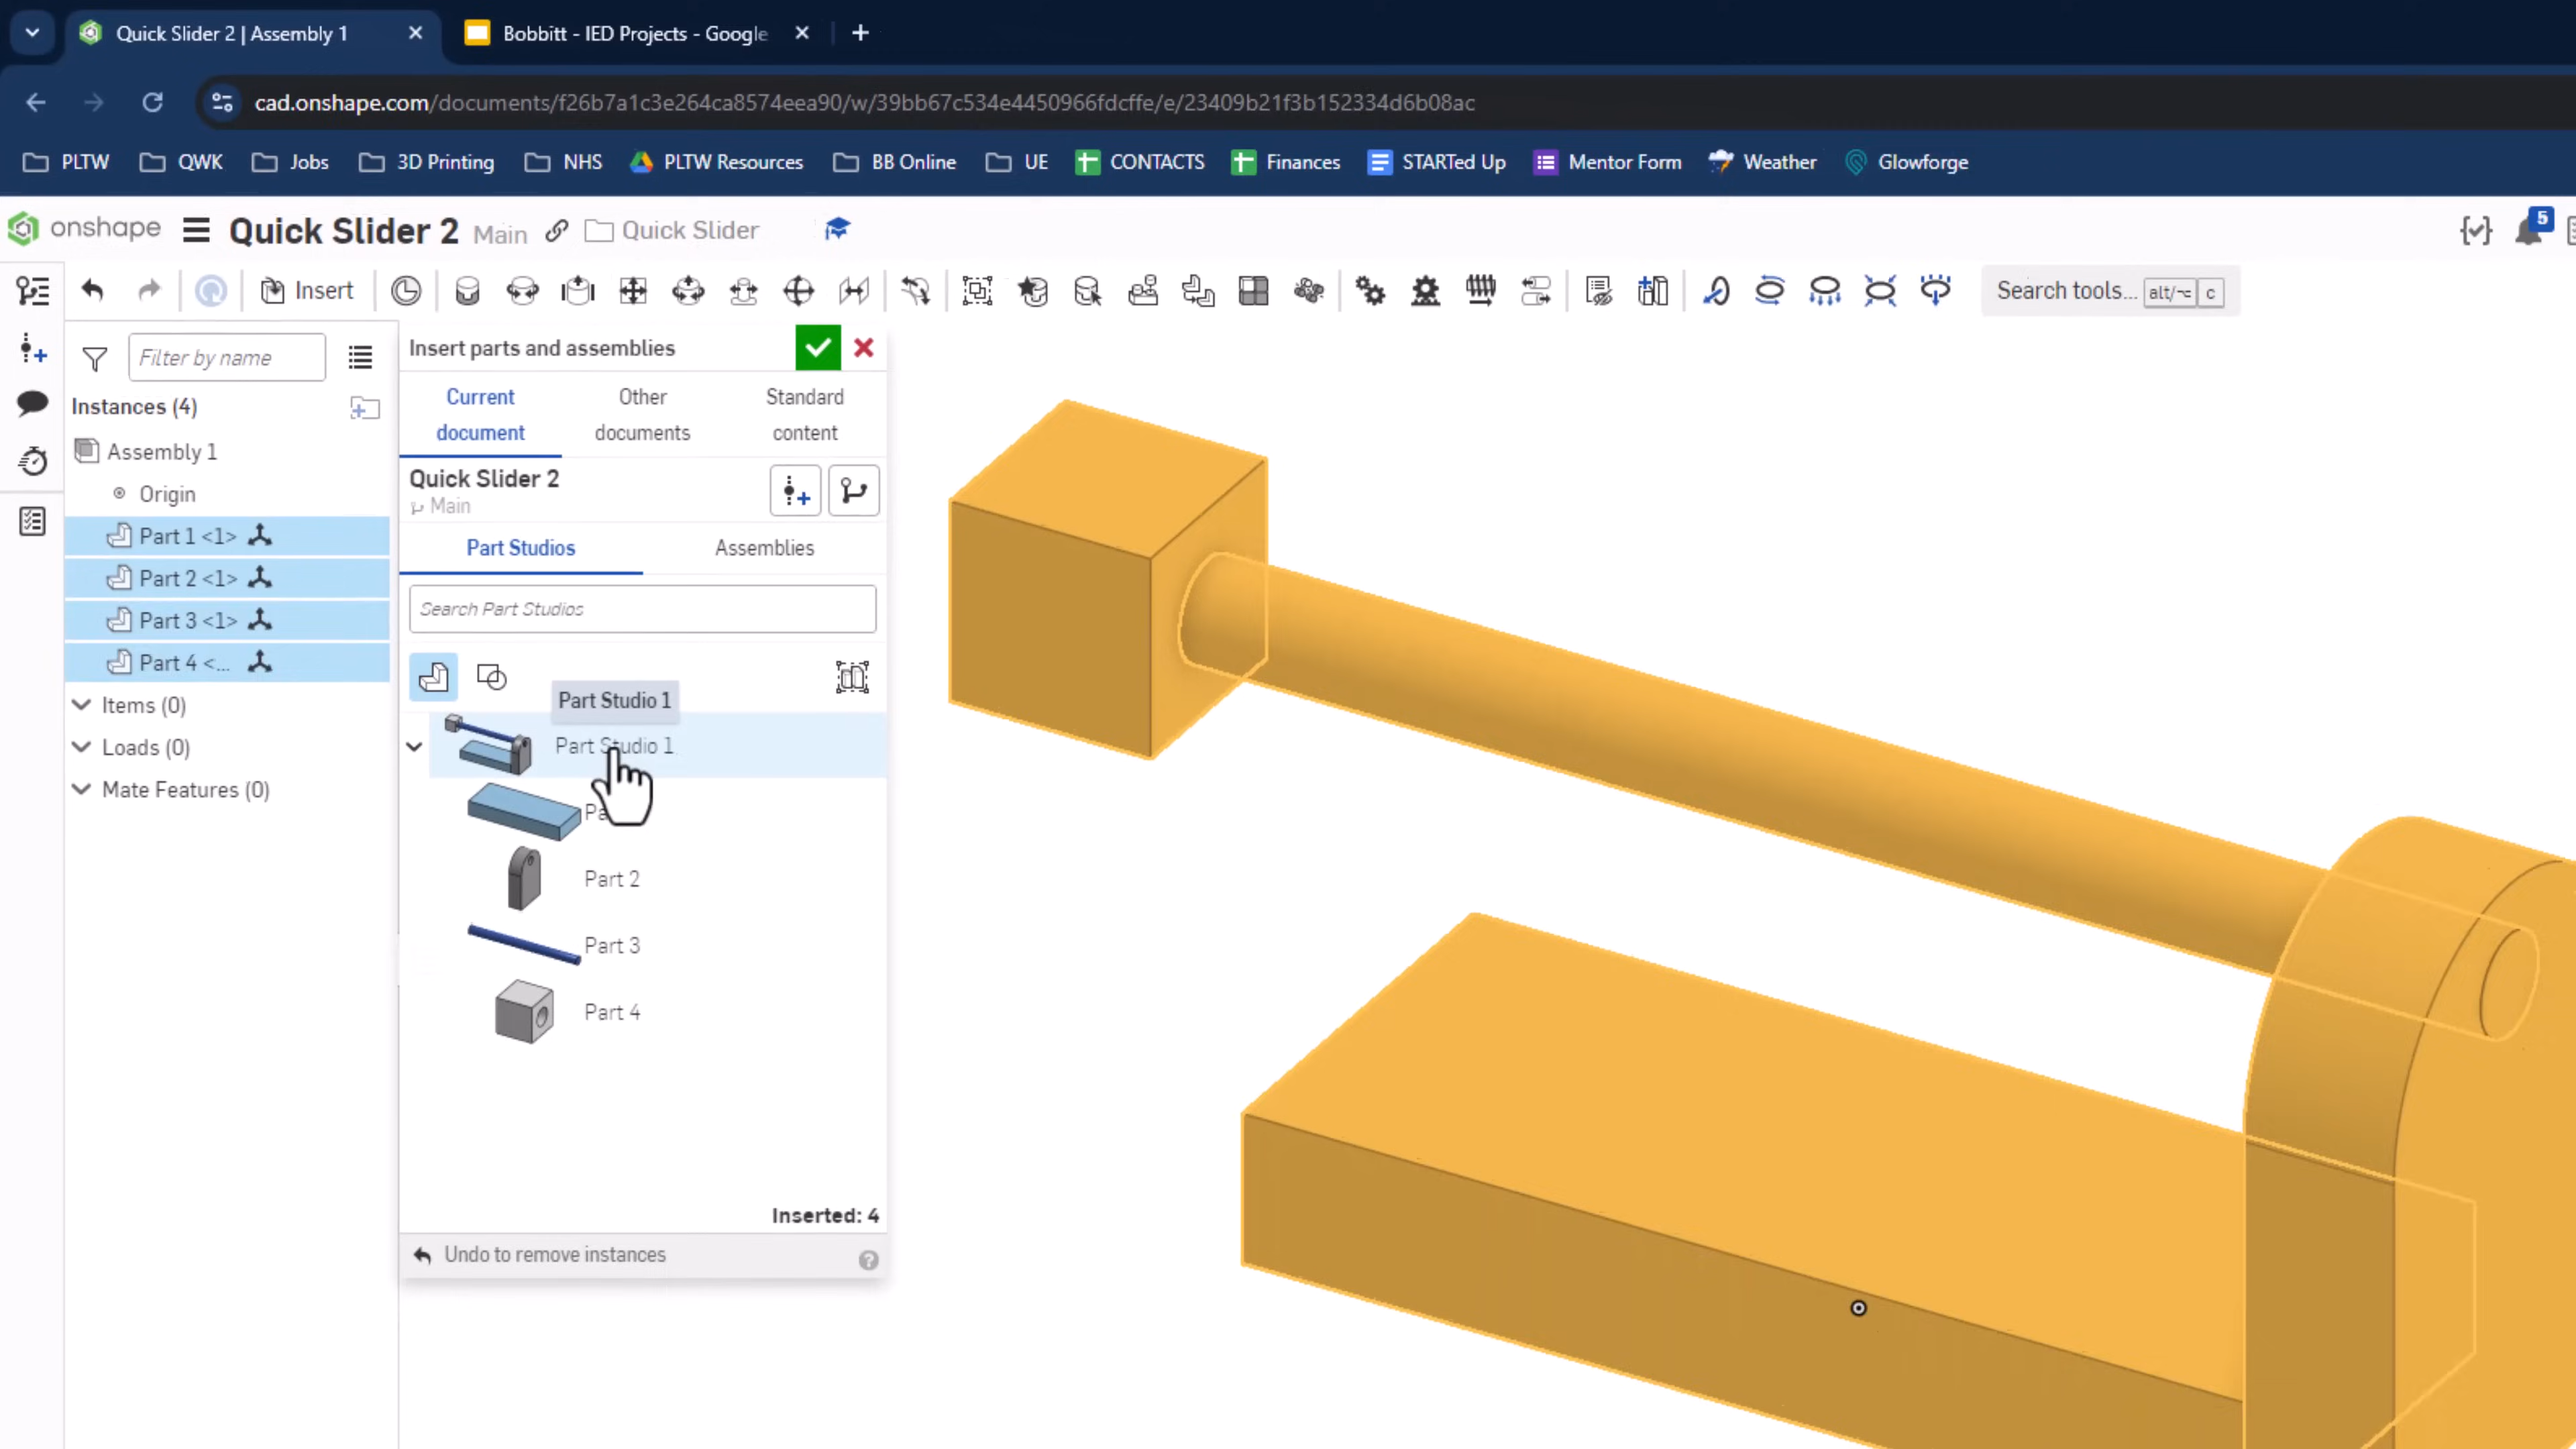 Quick Slider 2 | Assembly 1
Bobbitt - IED Projects - Google
cad.onshape.com/documents/f26b7a1c3e264ca8574eea90/w/39bb67c534e4450966fdcffe/e/23409b21f3b152334d6b08ac
PLTW QWK Jobs 3D Printing NHS PLTW Resources BB Online UE CONTACTS Finances STARTed Up Mentor Form Weather Glowforge
onshape Quick Slider 2 Main Quick Slider
5
Insert
Search tools... alt/⌥ c
Filter by name
Instances (4)
Assembly 1
Origin
Part 1 <1>
Part 2 <1>
Part 3 <1>
Part 4 <...
Items (0)
Loads (0)
Mate Features (0)
Insert parts and assemblies
Current document
Other documents
Standard content
Quick Slider 2
Main
Part Studios
Assemblies
Search Part Studios
Part Studio 1
Part Studio 1
Part 2
Part 3
Part 4
Inserted: 4
Undo to remove instances